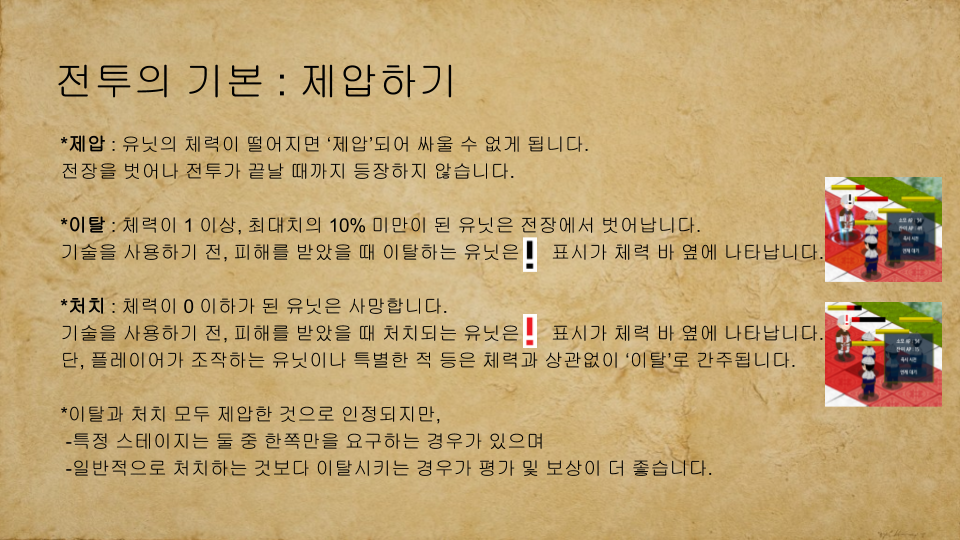 전투의 기본 : 제압하기
*제압 : 유닛의 체력이 떨어지면 ‘제압’되어 싸울 수 없게 됩니다.
전장을 벗어나 전투가 끝날 때까지 등장하지 않습니다.
*이탈 : 체력이 1 이상, 최대치의 10% 미만이 된 유닛은 전장에서 벗어납니다.
기술을 사용하기 전, 피해를 받았을 때 이탈하는 유닛은 ! 표시가 체력 바 옆에 나타납니다.
*처치 : 체력이 0 이하가 된 유닛은 사망합니다.
기술을 사용하기 전, 피해를 받았을 때 처치되는 유닛은 ! 표시가 체력 바 옆에 나타납니다.
단, 플레이어가 조작하는 유닛이나 특별한 적 등은 체력과 상관없이 ‘이탈’로 간주됩니다.
*이탈과 처치 모두 제압한 것으로 인정되지만,
-특정 스테이지는 둘 중 한쪽만을 요구하는 경우가 있으며
-일반적으로 처치하는 것보다 이탈시키는 경우가 평가 및 보상이 더 좋습니다.